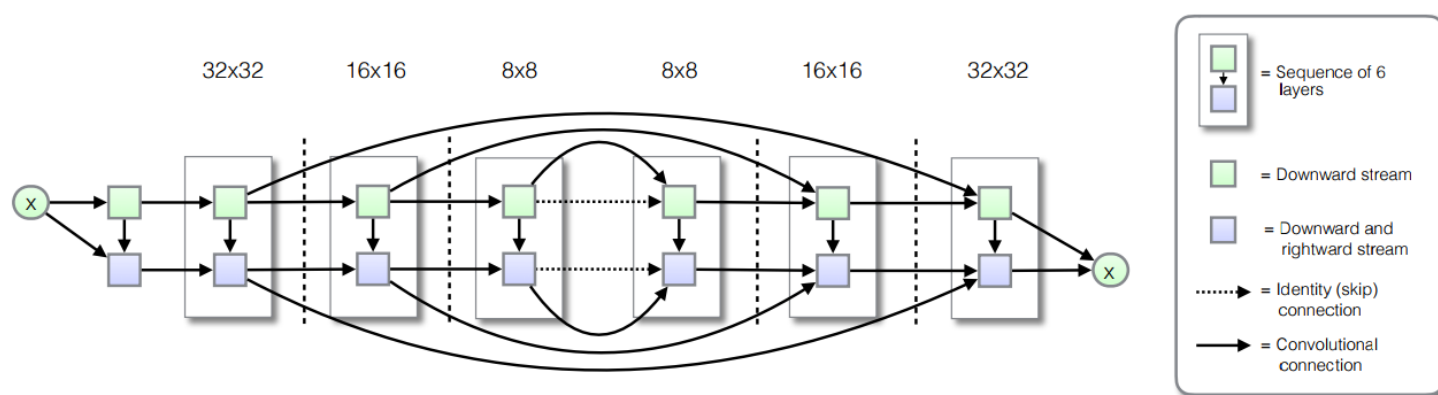 32x32
16x16
8x8
8x8
16x16
32x32
x
x
= Sequence of 6
layers
= Downward stream
= Downward and
rightward stream
= Identity (skip)
connection
= Convolutional
connection